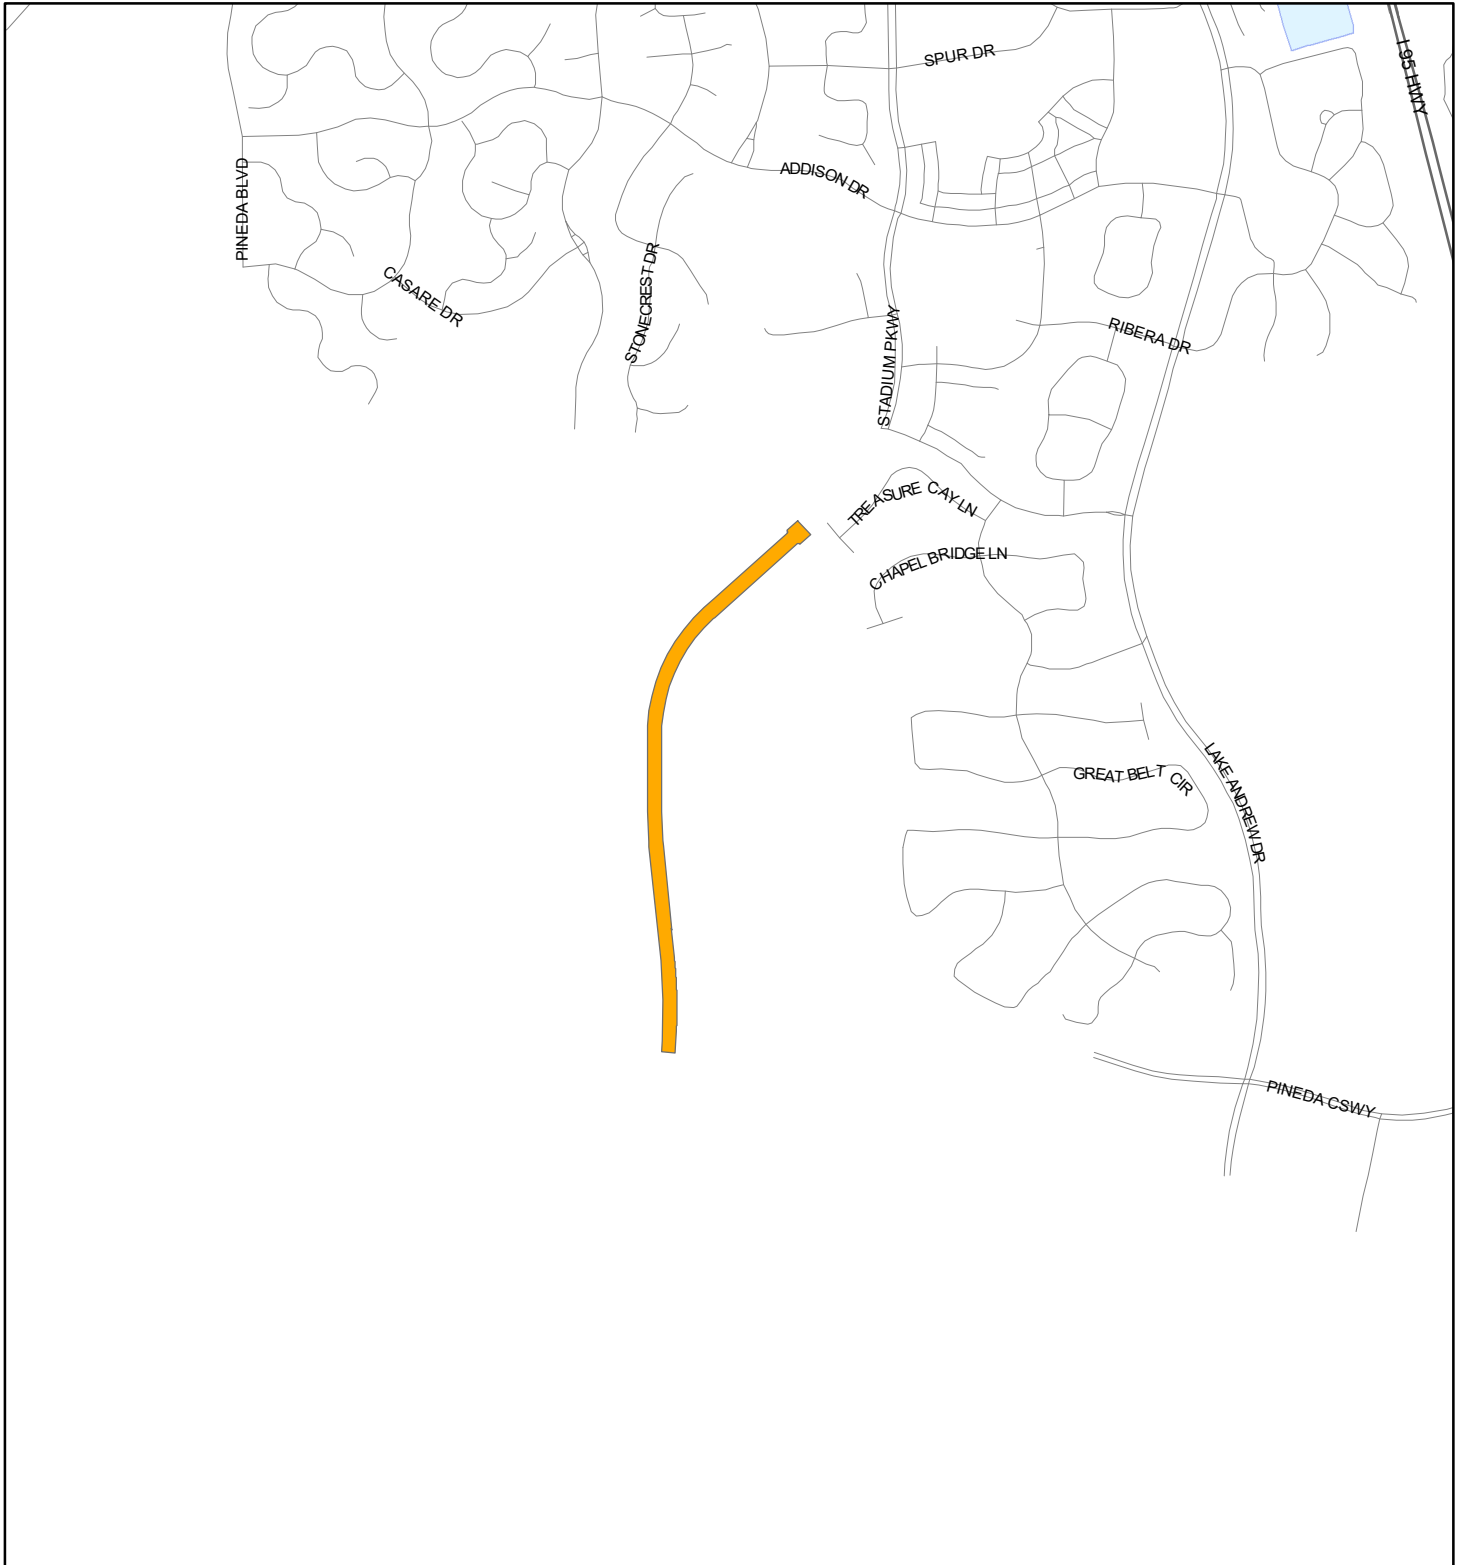 SPUR DR
I 95 HWY
PINEDA BLVD
ADDISON DR
CASARE DR
STONECREST DR
STADIUM PKWY
RIBERA DR
TREASURE CAY LN
CHAPEL BRIDGE LN
GREAT BELT CIR
LAKE ANDREW DR
PINEDA CSWY